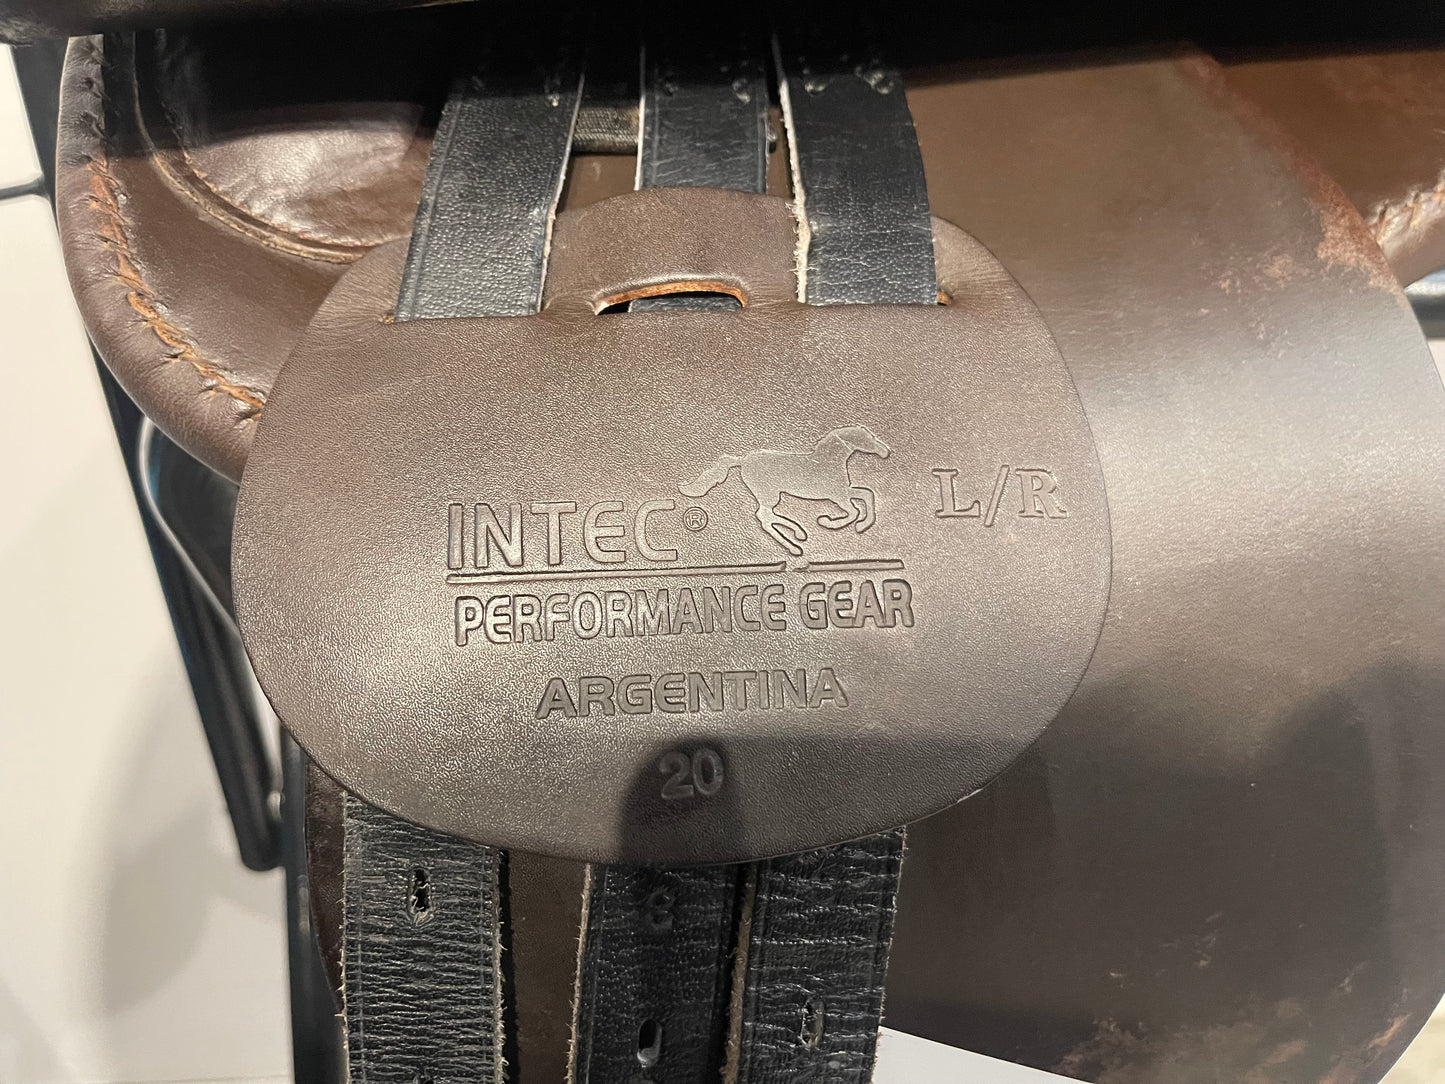 INTEC® L/R
PERFORMANCE GEAR
ARGENTINA
20